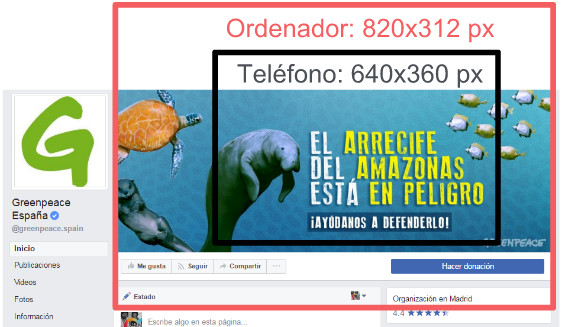 Ordenador: 820x312 px
Teléfono: 640x360 px
G
EL ARRECIFE
DEL AMAZONAS
ESTÁ EN PELIGRO
¡AYÚDANOS A DEFENDERLO!
GREENPEACE
Greenpeace
España
@greenpeace.spain
Inicio
Publicaciones
Videos
Fotos
Información
Me gusta
Seguir
Compartir
Hacer donación
Estado
Escribe algo en esta página...
Organización en Madrid
4.4